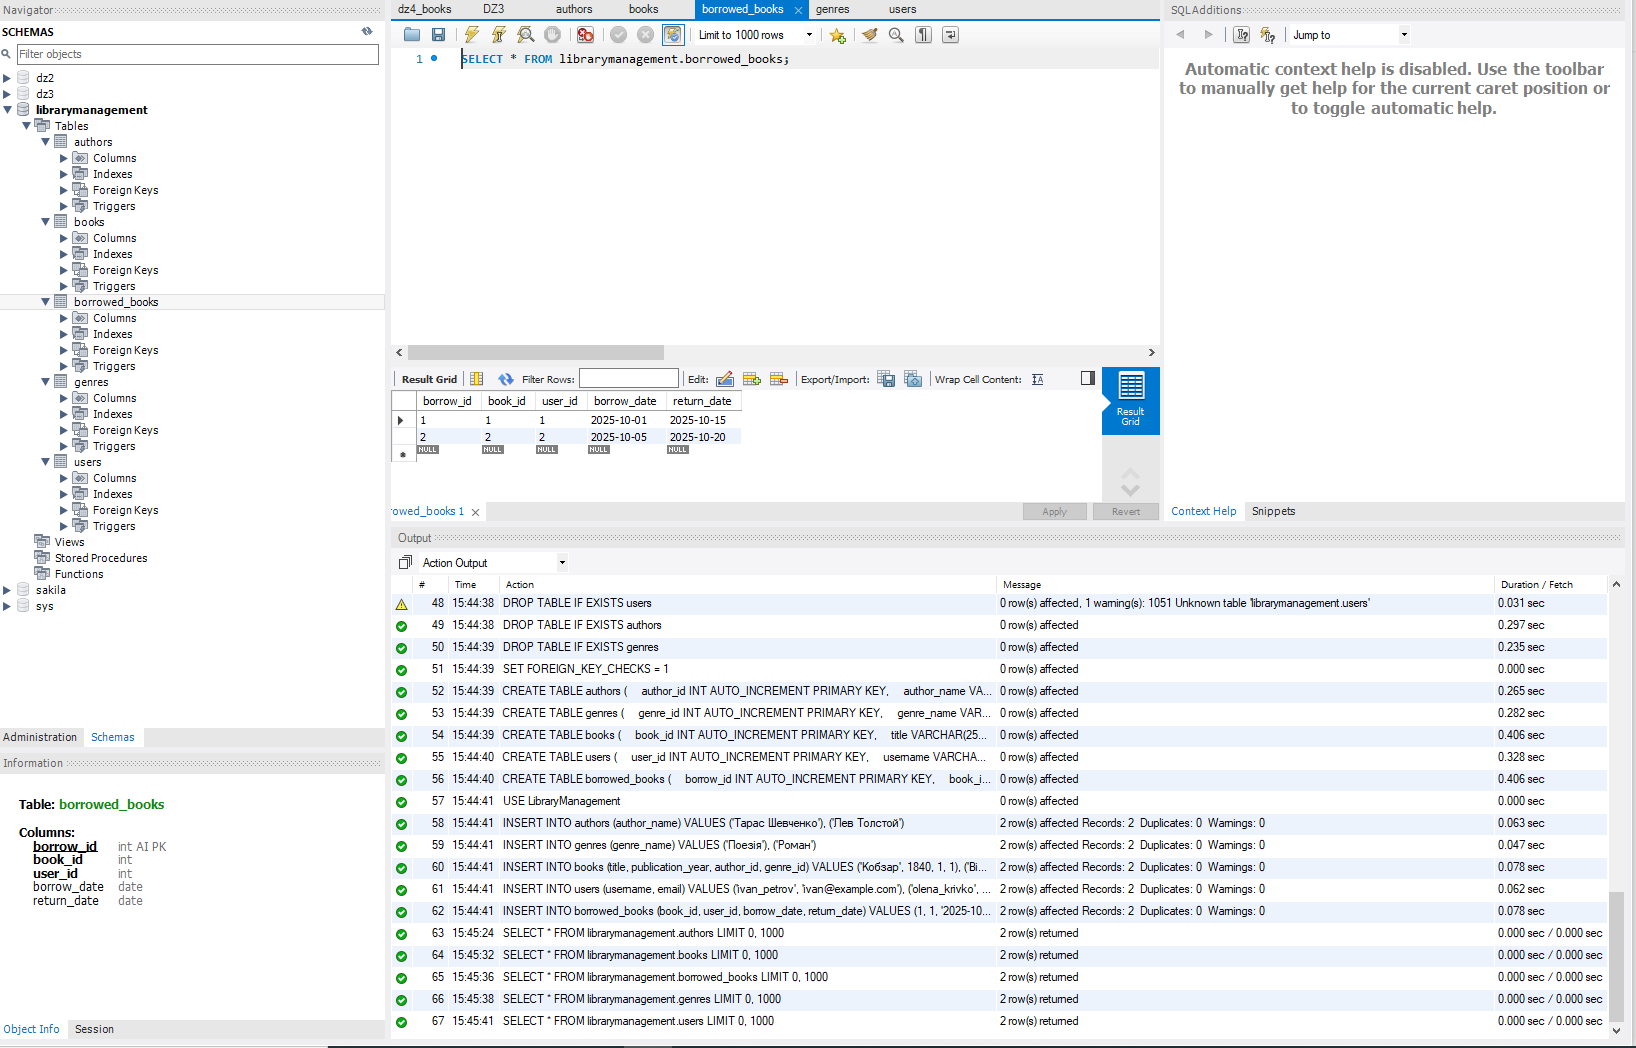 Navigator
SCHEMAS
Filter objects
dz2
dz3
librarymanagement
Tables
authors
Columns
Indexes
Foreign Keys
Triggers
books
Columns
Indexes
Foreign Keys
Triggers
borrowed_books
Columns
Indexes
Foreign Keys
Triggers
genres
Columns
Indexes
Foreign Keys
Triggers
users
Columns
Indexes
Foreign Keys
Triggers
Views
Stored Procedures
Functions
sakila
sys
Administration Schemas
Information
Table: borrowed_books
Columns:
borrow_id int AI PK
book_id int
user_id int
borrow_date date
return_date date
Object Info Session
dz4_books DZ3 authors books borrowed_books genres users
Limit to 1000 rows
1 SELECT * FROM librarymanagement.borrowed_books;
Result Grid Filter Rows: Edit: Export/Import: Wrap Cell Content:
borrow_id book_id user_id borrow_date return_date
1 1 1 2025-10-01 2025-10-15
2 2 2 2025-10-05 2025-10-20
NULL NULL NULL NULL NULL
Result
Grid
rowed_books 1 Apply Revert
SQLAdditions
Jump to
Automatic context help is disabled. Use the toolbar
to manually get help for the current caret position or
to toggle automatic help.
Context Help Snippets
Output
Action Output
# Time Action Message Duration / Fetch
48 15:44:38 DROP TABLE IF EXISTS users 0 row(s) affected, 1 warning(s): 1051 Unknown table 'librarymanagement.users' 0.031 sec
49 15:44:38 DROP TABLE IF EXISTS authors 0 row(s) affected 0.297 sec
50 15:44:39 DROP TABLE IF EXISTS genres 0 row(s) affected 0.235 sec
51 15:44:39 SET FOREIGN_KEY_CHECKS = 1 0 row(s) affected 0.000 sec
52 15:44:39 CREATE TABLE authors ( author_id INT AUTO_INCREMENT PRIMARY KEY, author_name VA... 0 row(s) affected 0.265 sec
53 15:44:39 CREATE TABLE genres ( genre_id INT AUTO_INCREMENT PRIMARY KEY, genre_name VAR... 0 row(s) affected 0.282 sec
54 15:44:39 CREATE TABLE books ( book_id INT AUTO_INCREMENT PRIMARY KEY, title VARCHAR(25... 0 row(s) affected 0.406 sec
55 15:44:40 CREATE TABLE users ( user_id INT AUTO_INCREMENT PRIMARY KEY, username VARCHA... 0 row(s) affected 0.328 sec
56 15:44:40 CREATE TABLE borrowed_books ( borrow_id INT AUTO_INCREMENT PRIMARY KEY, book_i... 0 row(s) affected 0.406 sec
57 15:44:41 USE LibraryManagement 0 row(s) affected 0.000 sec
58 15:44:41 INSERT INTO authors (author_name) VALUES ('Тарас Шевченко'), ('Лев Толстой') 2 row(s) affected Records: 2 Duplicates: 0 Warnings: 0 0.063 sec
59 15:44:41 INSERT INTO genres (genre_name) VALUES ('Поезія'), ('Роман') 2 row(s) affected Records: 2 Duplicates: 0 Warnings: 0 0.047 sec
60 15:44:41 INSERT INTO books (title, publication_year, author_id, genre_id) VALUES ('Кобзар', 1840, 1, 1), ('Ві... 2 row(s) affected Records: 2 Duplicates: 0 Warnings: 0 0.078 sec
61 15:44:41 INSERT INTO users (username, email) VALUES ('ivan_petrov', 'ivan@example.com'), ('olena_krivko', ... 2 row(s) affected Records: 2 Duplicates: 0 Warnings: 0 0.062 sec
62 15:44:41 INSERT INTO borrowed_books (book_id, user_id, borrow_date, return_date) VALUES (1, 1, '2025-10... 2 row(s) affected Records: 2 Duplicates: 0 Warnings: 0 0.078 sec
63 15:45:24 SELECT * FROM librarymanagement.authors LIMIT 0, 1000 2 row(s) returned 0.000 sec / 0.000 sec
64 15:45:32 SELECT * FROM librarymanagement.books LIMIT 0, 1000 2 row(s) returned 0.000 sec / 0.000 sec
65 15:45:36 SELECT * FROM librarymanagement.borrowed_books LIMIT 0, 1000 2 row(s) returned 0.000 sec / 0.000 sec
66 15:45:38 SELECT * FROM librarymanagement.genres LIMIT 0, 1000 2 row(s) returned 0.000 sec / 0.000 sec
67 15:45:41 SELECT * FROM librarymanagement.users LIMIT 0, 1000 2 row(s) returned 0.000 sec / 0.000 sec